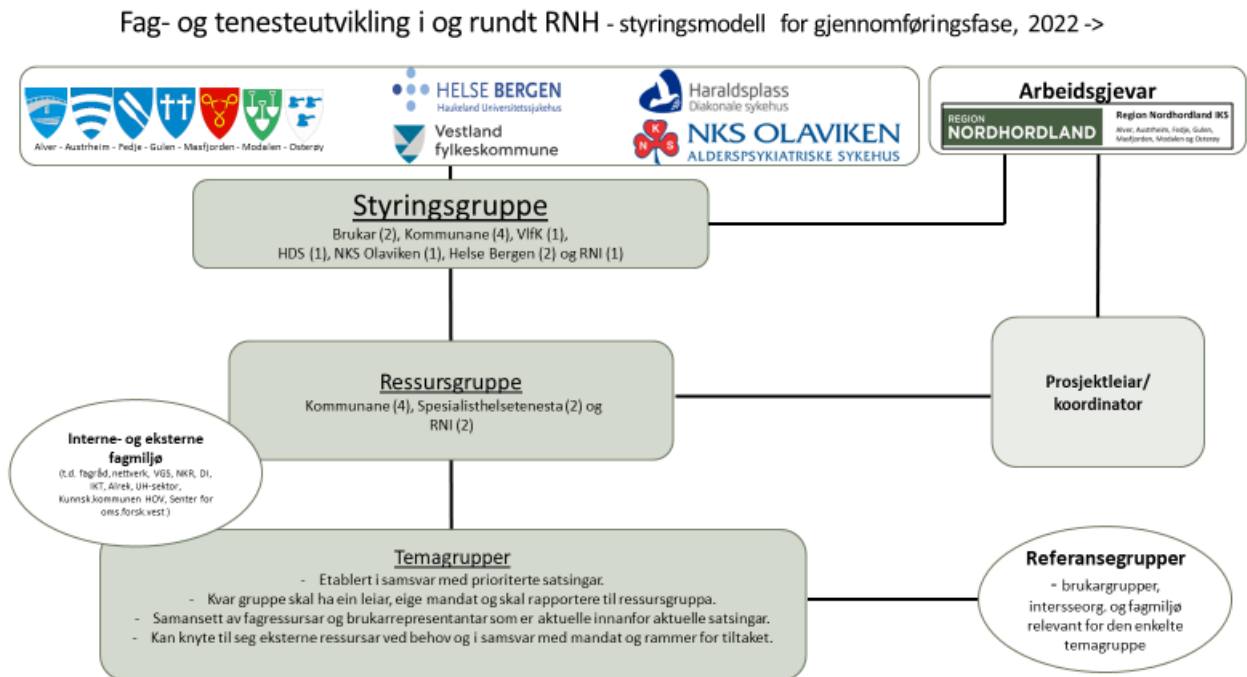 Fag- og tenesteutvikling i og rundt RNH - styringsmodell for gjennomføringsfase, 2022 ->
Alver - Austrheim - Fedje - Gulen - Masfjorden - Modalen - Osterøy
HELSE BERGEN
Haukeland Universitetssjukehus
Vestland
fylkeskommune
Haraldsplass
Diakonale sykehus
NKS
NKS OLAVIKEN
ALDERSPSYKIATRISKE SYKEHUS
Arbeidsgjevar
REGION
NORDHORDLAND
Region Nordhordland IKS
Alver, Austrheim, Fedje, Gulen,
Masfjorden, Modalen og Osterøy
Styringsgruppe
Brukar (2), Kommunane (4), VlfK (1),
HDS (1), NKS Olaviken (1), Helse Bergen (2) og RNI (1)
Ressursgruppe
Kommunane (4), Spesialisthelsetenesta (2) og
RNI (2)
Prosjektleiar/
koordinator
Interne- og eksterne
fagmiljø
(t.d. fagråd, nettverk, VGS, NKR, DI,
IKT, Alrek, UH-sektor,
Kunnsk.kommunen HOV, Senter for
oms.forsk.vest.)
Temagrupper
- Etablert i samsvar med prioriterte satsingar.
- Kvar gruppe skal ha ein leiar, eige mandat og skal rapportere til ressursgruppa.
- Samansett av fagressursar og brukarrepresentantar som er aktuelle innanfor aktuelle satsingar.
- Kan knyte til seg eksterne ressursar ved behov og i samsvar med mandat og rammer for tiltaket.
Referansegrupper
- brukargrupper,
intersseorg. og fagmiljø
relevant for den enkelte
temagruppe